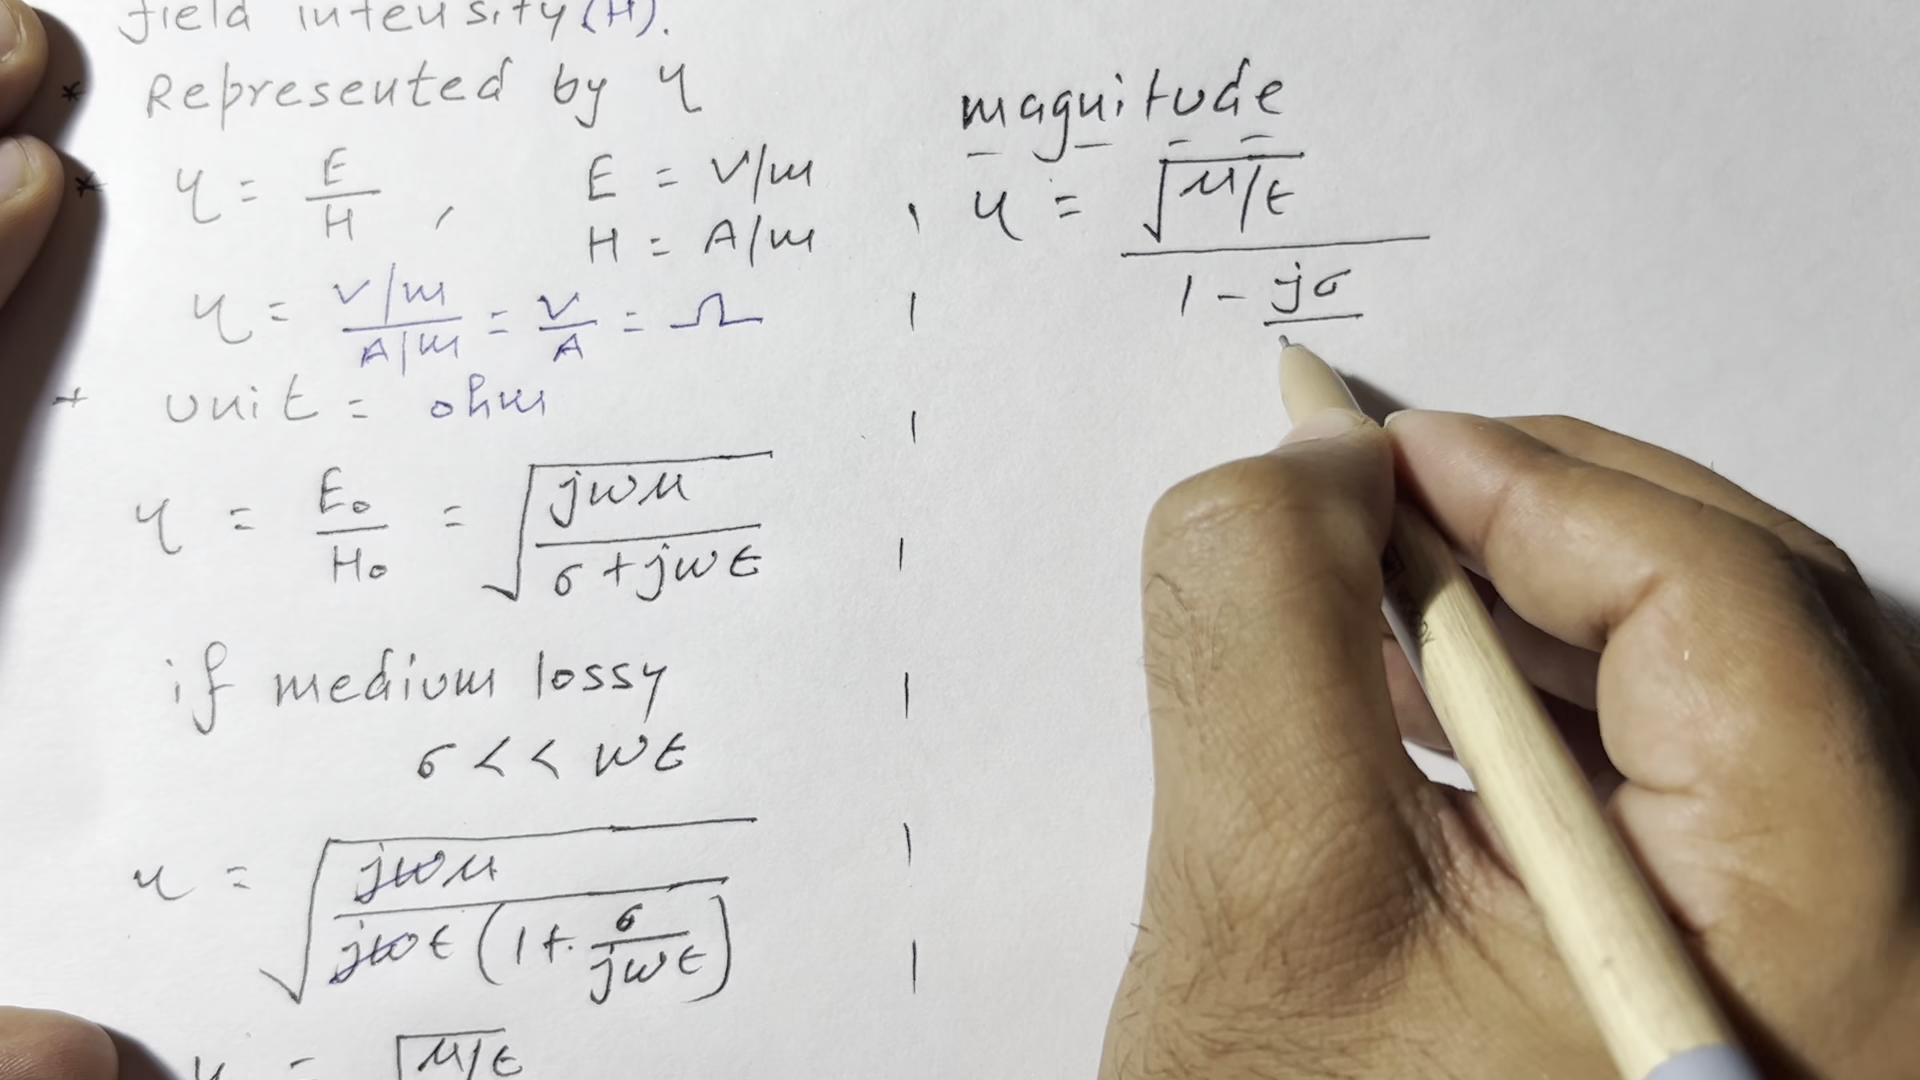 field intensity (H).
* Represented by η
* η = E/H , E = V/m
H = A/m
η = V/m / A/m = V/A = Ω
+ unit = ohm
η = E₀/H₀ = √(jωμ / σ+jωε)
if medium lossy
σ << ωε
η = √(jωμ / jωε (1+ σ/jωε))
η = √μ/ε
magnitude
η = √μ/ε / 1 - jσ/